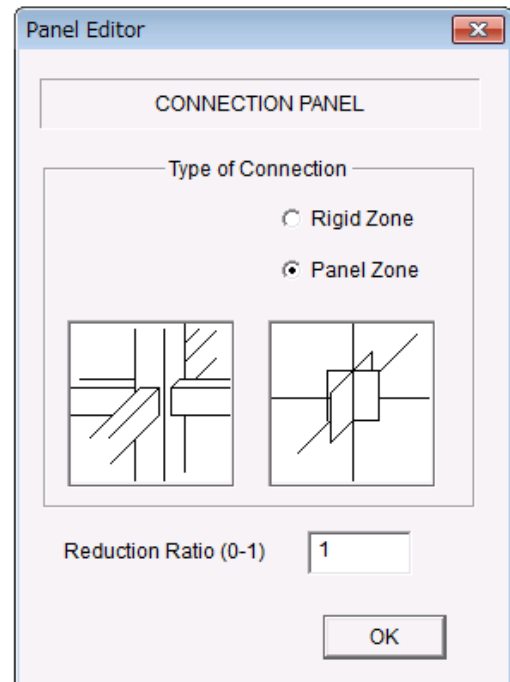 Panel Editor
CONNECTION PANEL
Type of Connection
Rigid Zone
Panel Zone
Reduction Ratio (0-1)
1
OK